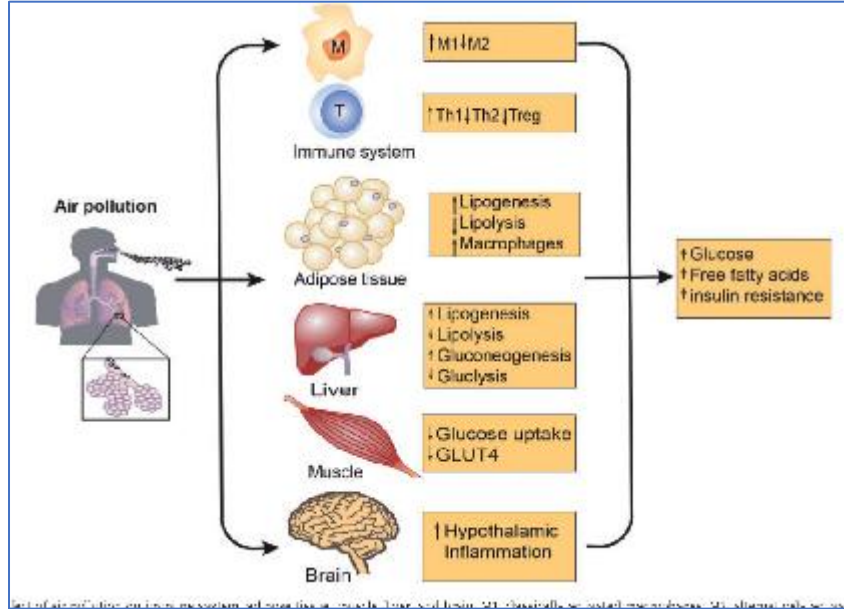 Air pollution
M
↑M1↓M2
T
↑Th1↓Th2↓Treg
Immune system
↑Lipogenesis
↓Lipolysis
↑Macrophages
Adipose tissue
↑Lipogenesis
↓Lipolysis
↑Gluconeogenesis
↓Gluclysis
Liver
↓Glucose uptake
↓GLUT4
Muscle
↑Hypothalamic
Inflammation
Brain
↑Glucose
↑Free fatty acids
↑insulin resistance